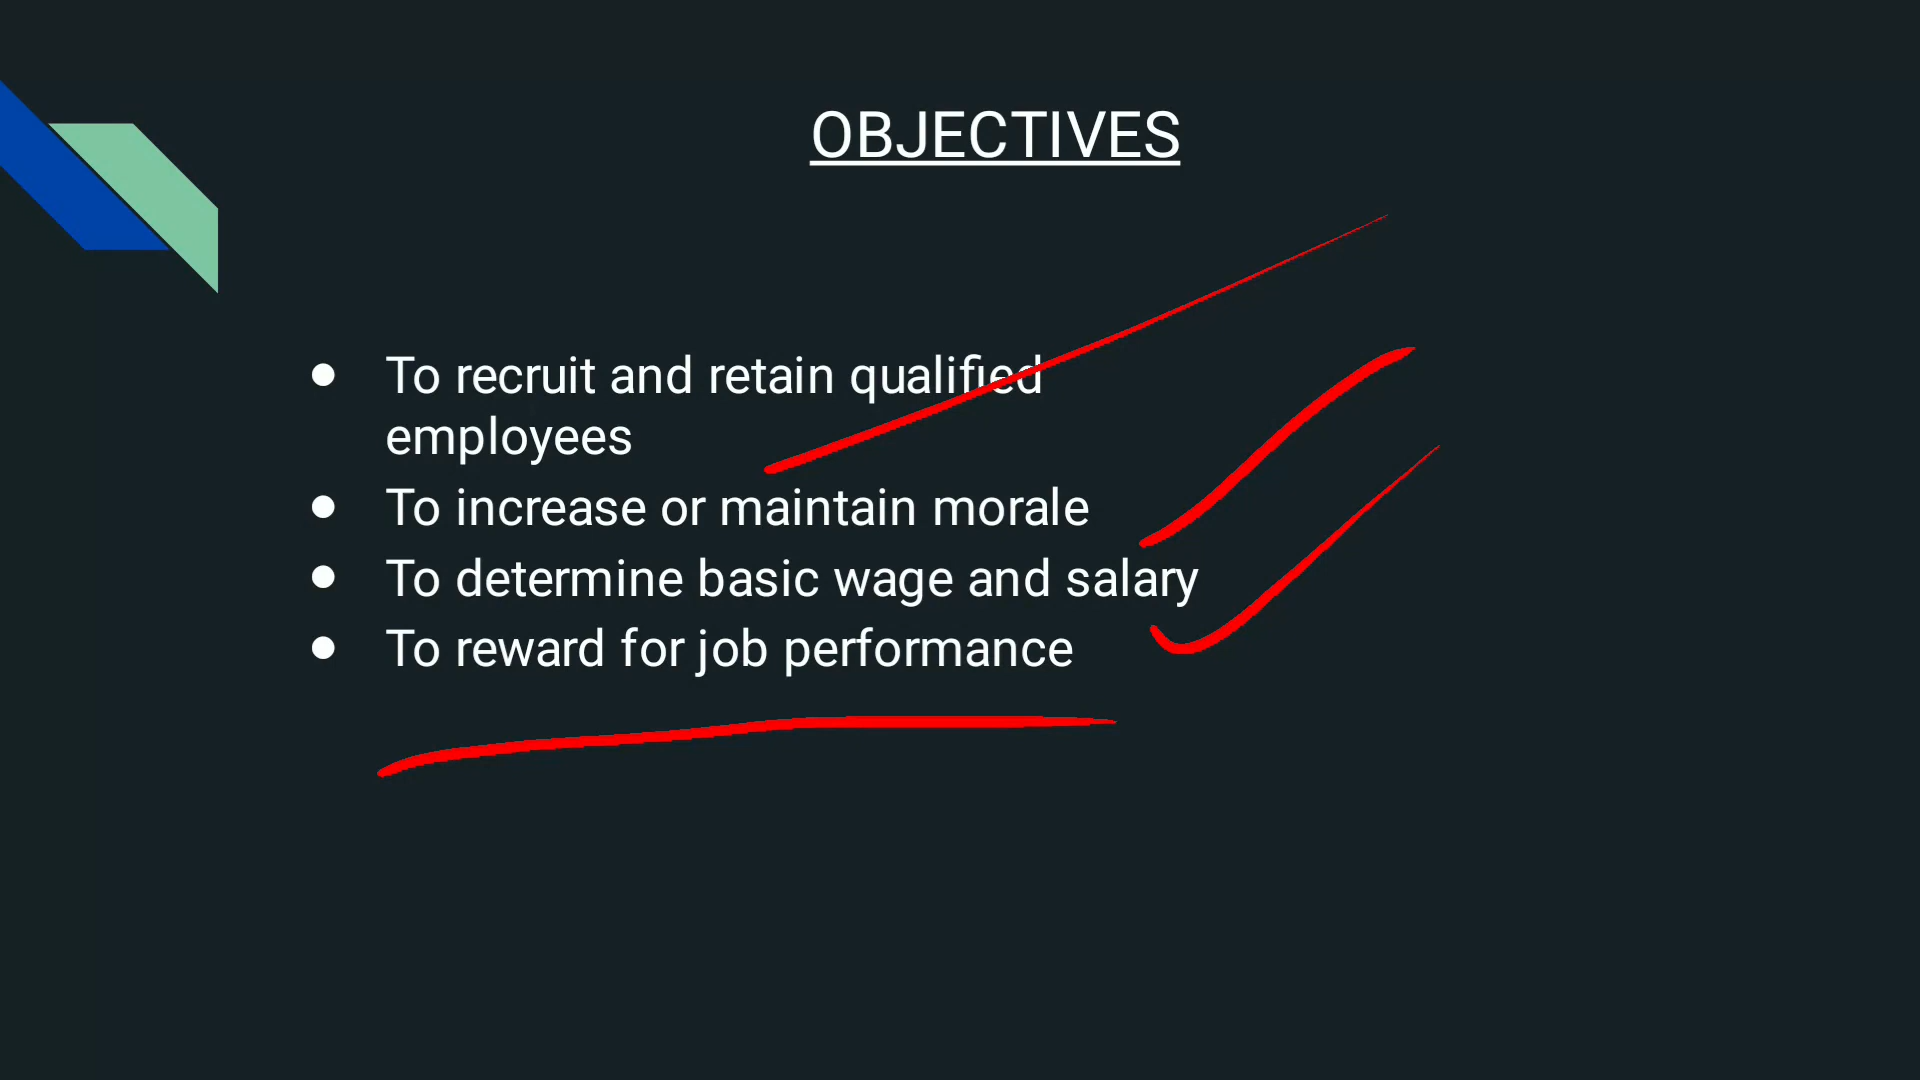 OBJECTIVES
● To recruit and retain qualified
employees
● To increase or maintain morale
● To determine basic wage and salary
● To reward for job performance